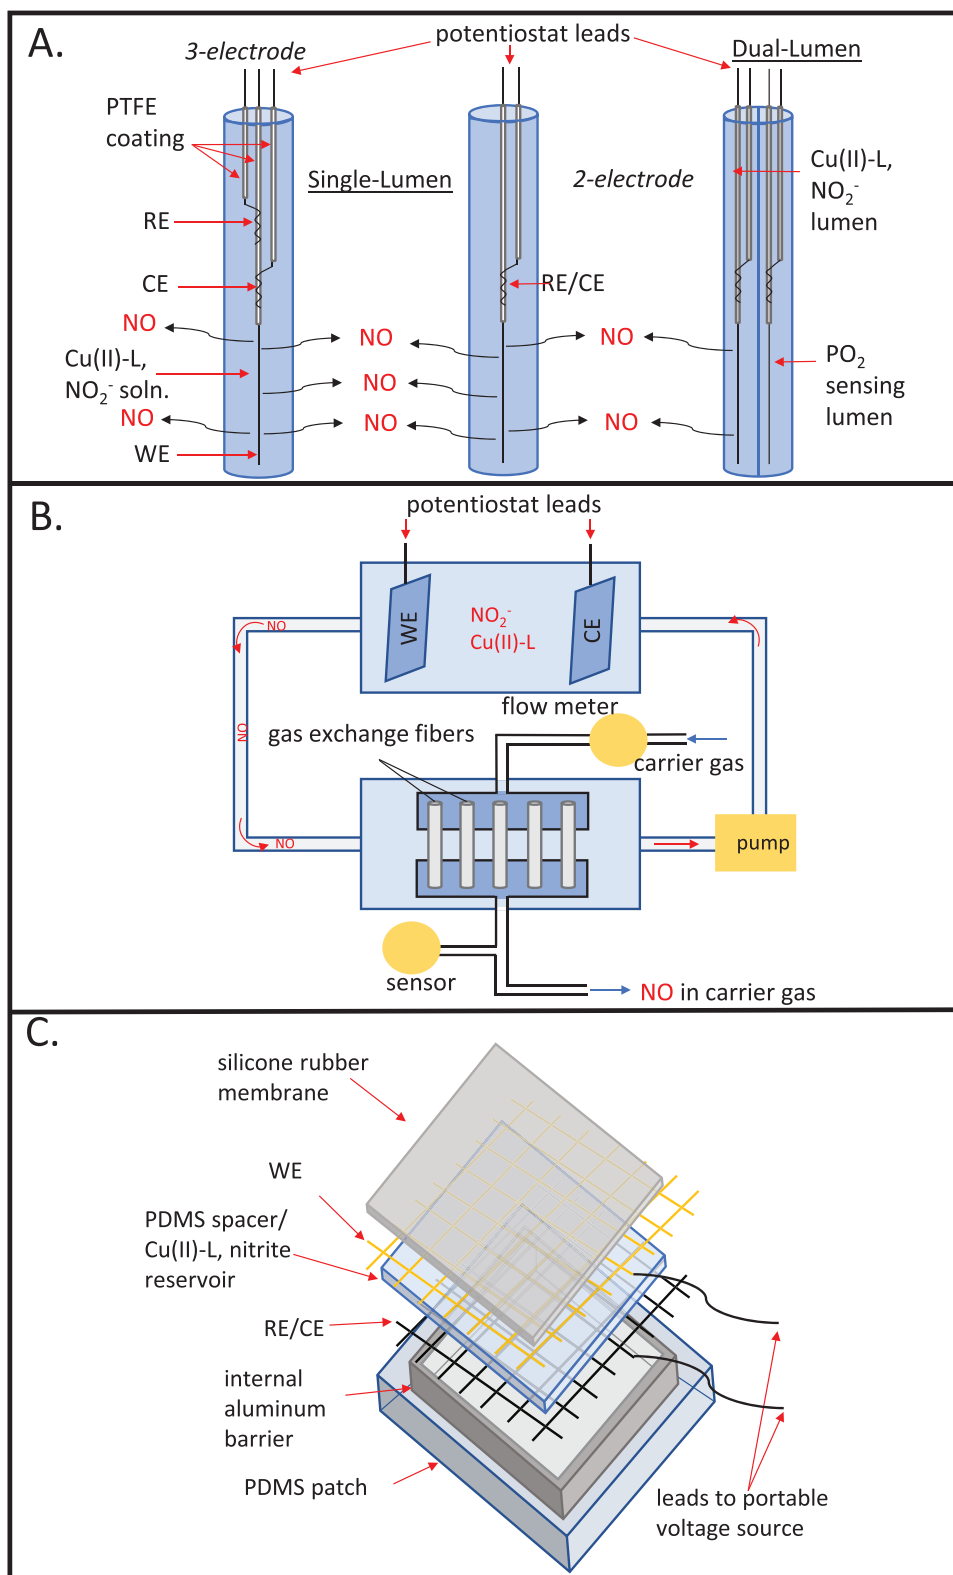 A.
3-electrode
potentiostat leads
Dual-Lumen
PTFE
coating
Single-Lumen
2-electrode
Cu(II)-L,
NO₂⁻
lumen
RE
CE
RE/CE
NO
NO
NO
Cu(II)-L,
NO₂⁻ soln.
NO
PO₂
sensing
lumen
NO
NO
NO
WE
B.
potentiostat leads
WE
NO₂⁻
Cu(II)-L
CE
NO
NO
flow meter
gas exchange fibers
carrier gas
NO
pump
sensor
NO in carrier gas
C.
silicone rubber
membrane
WE
PDMS spacer/
Cu(II)-L, nitrite
reservoir
RE/CE
internal
aluminum
barrier
PDMS patch
leads to portable
voltage source